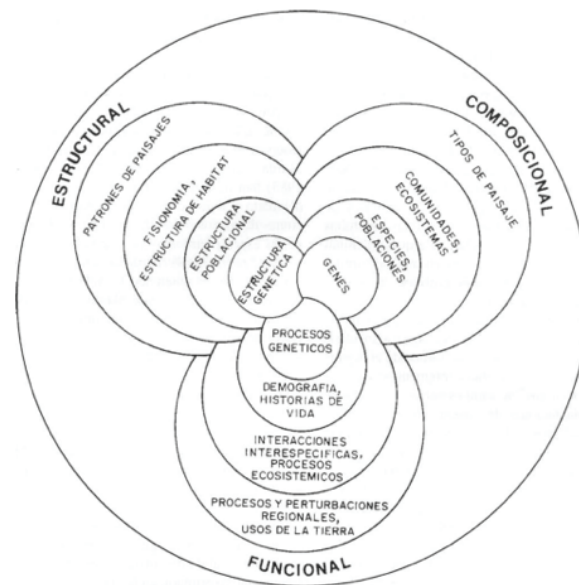 ESTRUCTURAL
COMPOSICIONAL
PATRONES DE PAISAJES
FISIONOMIA,
ESTRUCTURA DE HABITAT
ESTRUCTURA
POBLACIONAL
ESTRUCTURA
GENETICA
TIPOS DE PAISAJE
COMUNIDADES,
ECOSISTEMAS
ESPECIES,
POBLACIONES
GENES
PROCESOS
GENETICOS
DEMOGRAFIA,
HISTORIAS DE
VIDA
INTERACCIONES
INTERESPECIFICAS,
PROCESOS
ECOSISTEMICOS
PROCESOS Y PERTURBACIONES
REGIONALES,
USOS DE LA TIERRA
FUNCIONAL